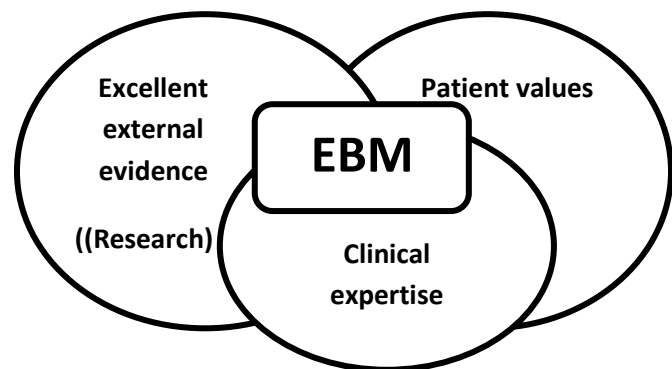 Excellent
external
evidence
((Research)
Patient values
EBM
Clinical
expertise